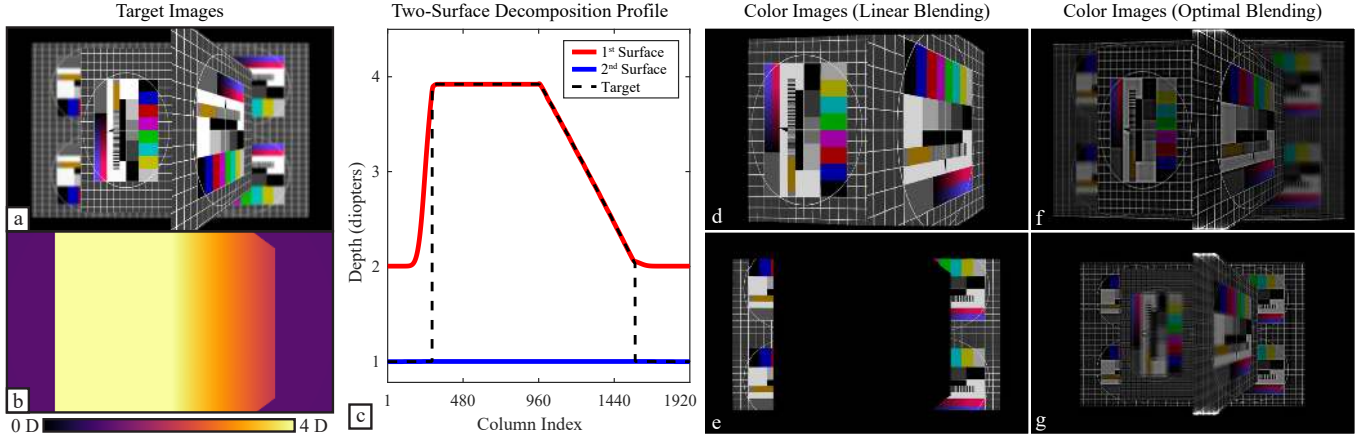 Target Images
Two-Surface Decomposition Profile
Color Images (Linear Blending)
Color Images (Optimal Blending)
a
b
0 D
4 D
Depth (diopters)
4
3
2
1
1st Surface
2nd Surface
Target
1
480
960
1440
1920
Column Index
c
d
e
f
g